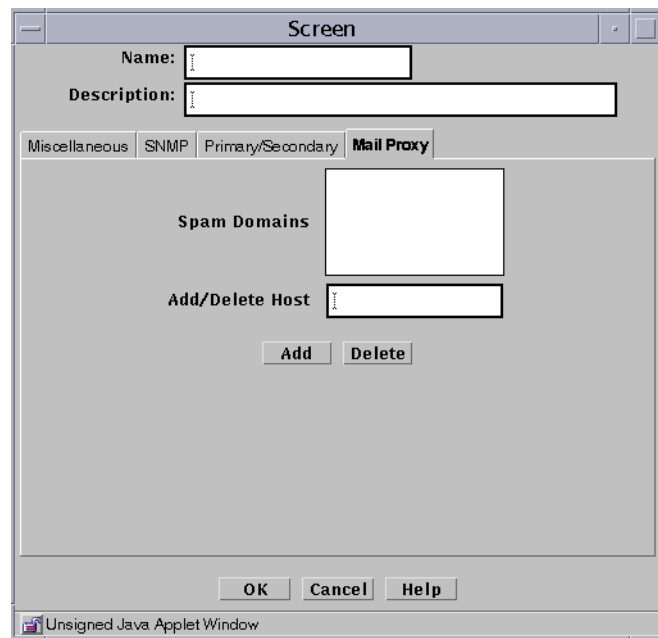 Screen
Name:
Description:
Miscellaneous SNMP Primary/Secondary Mail Proxy
Spam Domains
Add/Delete Host
Add Delete
OK Cancel Help
Unsigned Java Applet Window